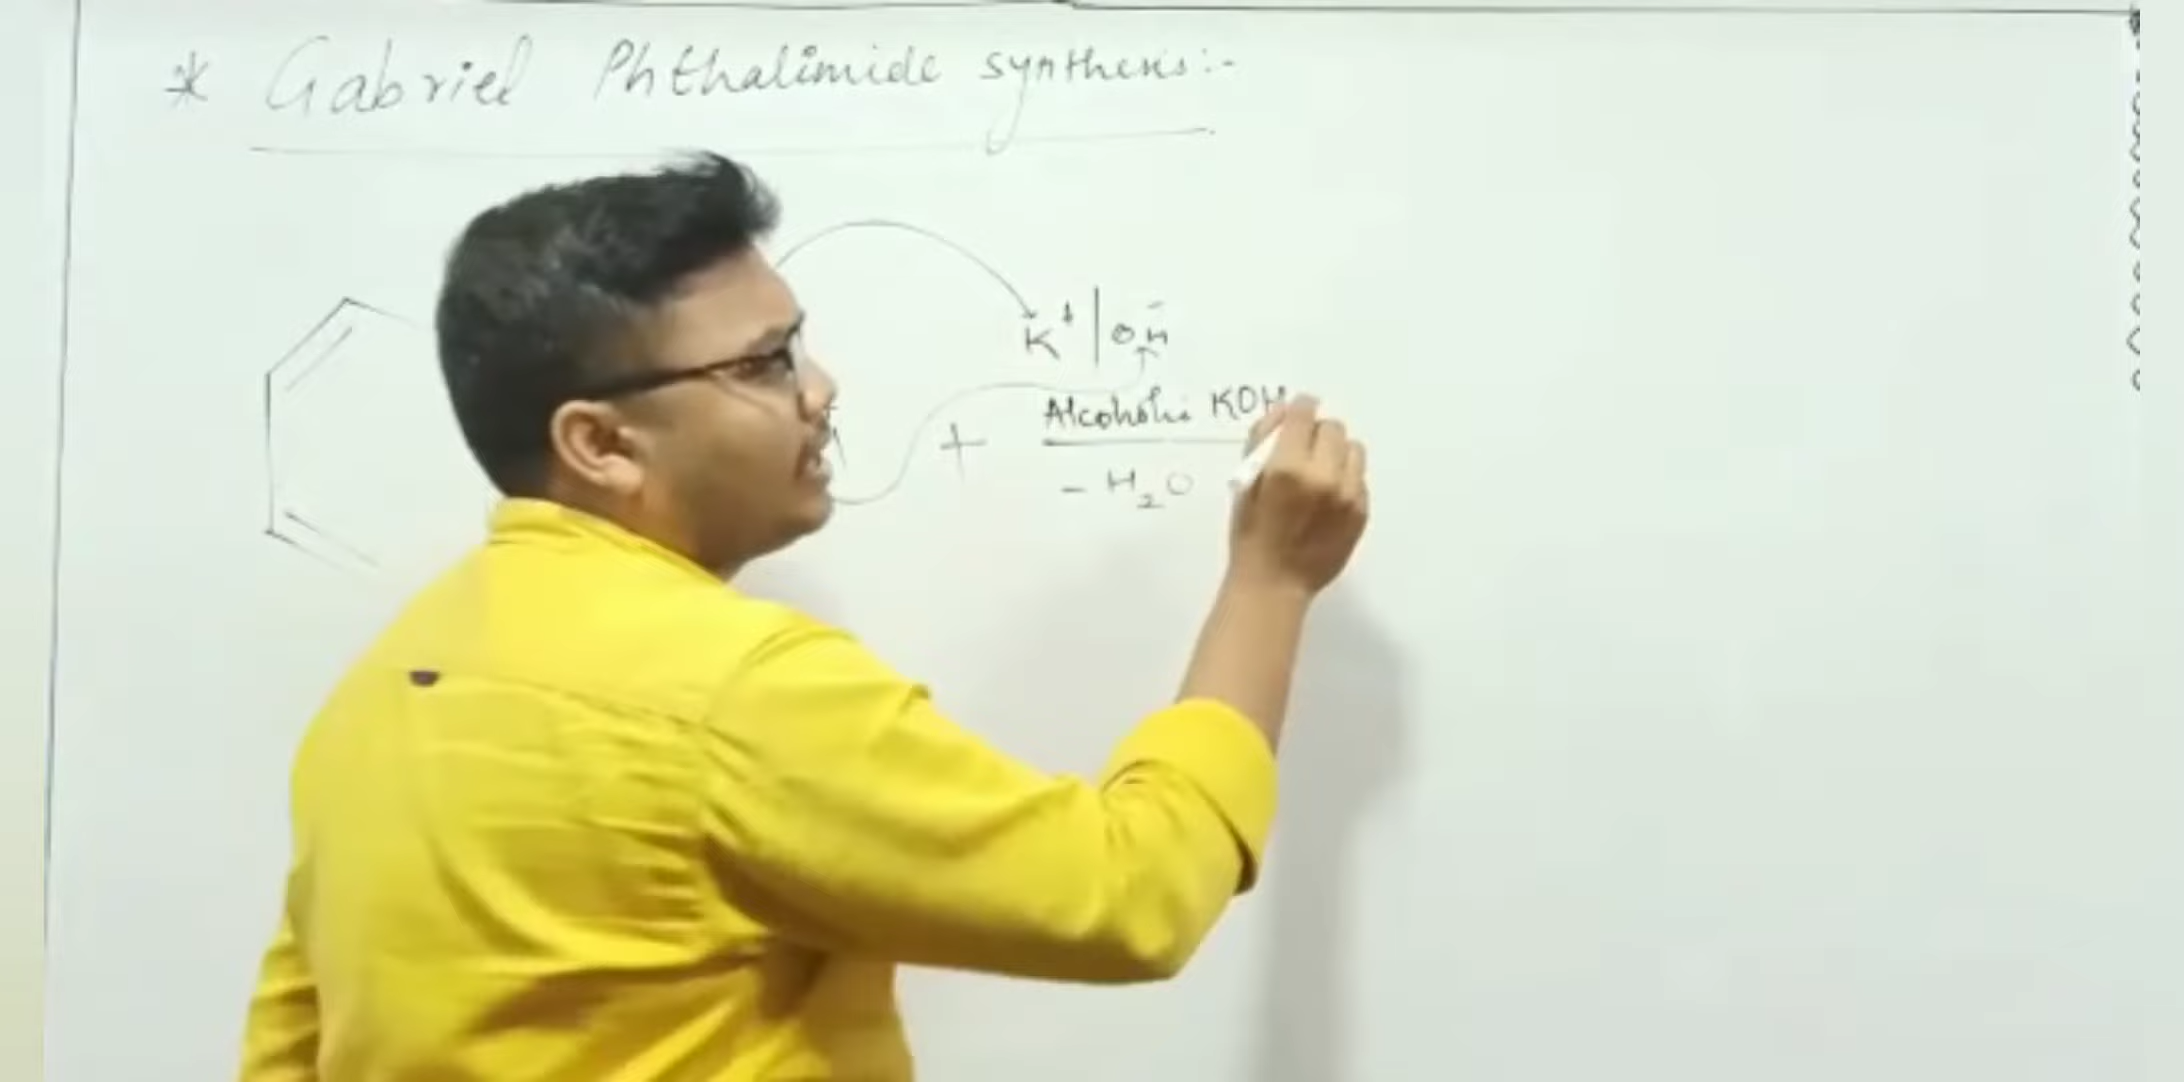 * Gabriel Phthalimide synthesis:-
K⁺ | OH⁻
+ Alcoholic KOH
- H₂O